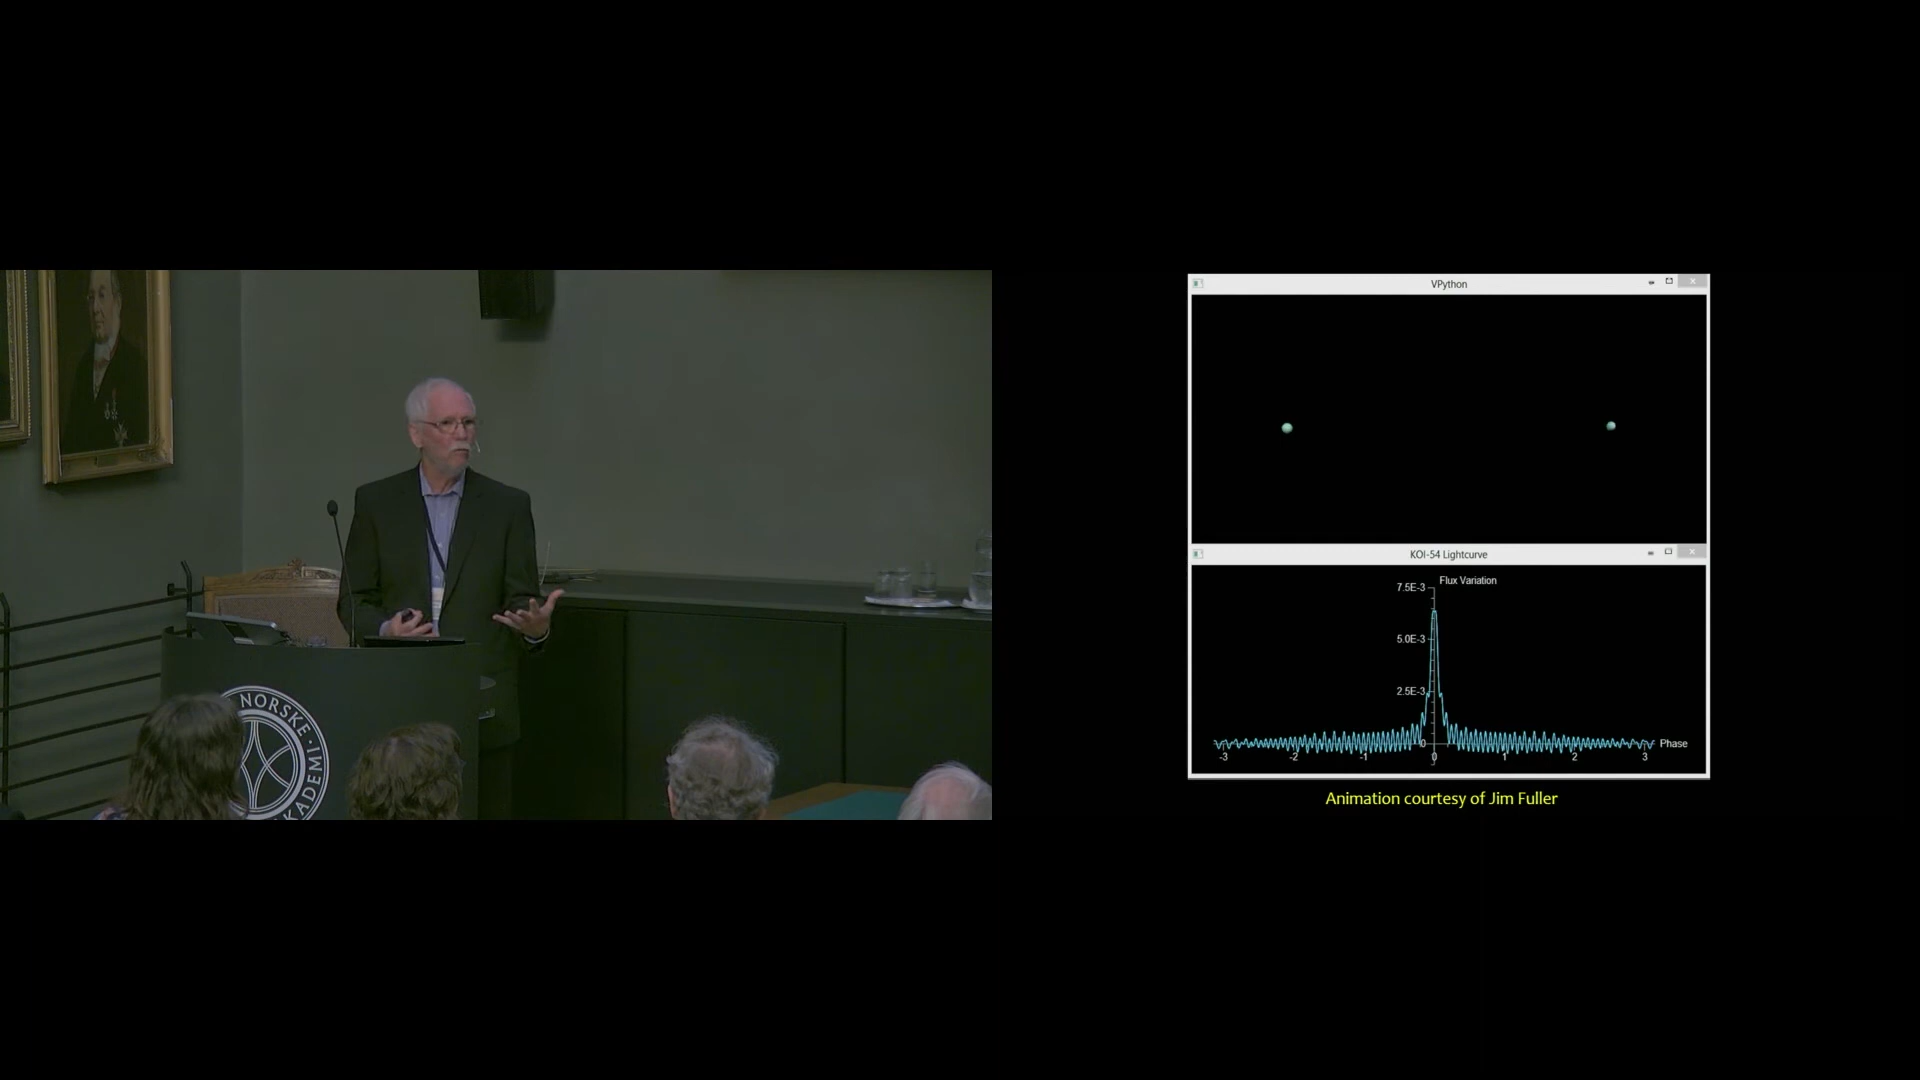 NORSKE
KADEMI
VPython
KOI-54 Lightcurve
Flux Variation
7.5E-3
5.0E-3
2.5E-3
0
Phase
-3 -2 -1 0 1 2 3
Animation courtesy of Jim Fuller